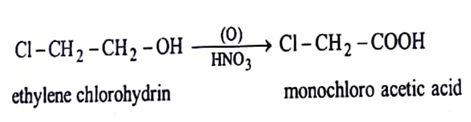 Cl–CH₂–CH₂–OH —(O)/HNO₃→ Cl–CH₂–COOH
ethylene chlorohydrin monochloro acetic acid